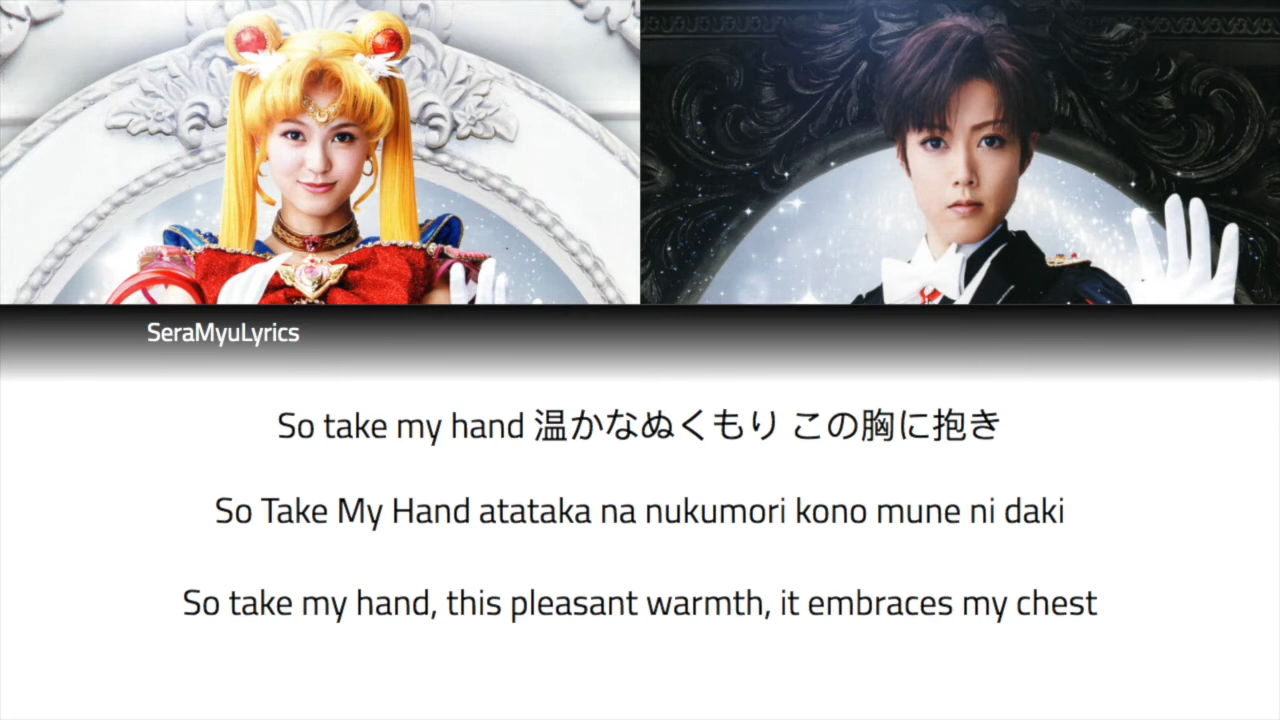 SeraMyuLyrics
So take my hand 温かなぬくもり この胸に抱き
So Take My Hand atataka na nukumori kono mune ni daki
So take my hand, this pleasant warmth, it embraces my chest